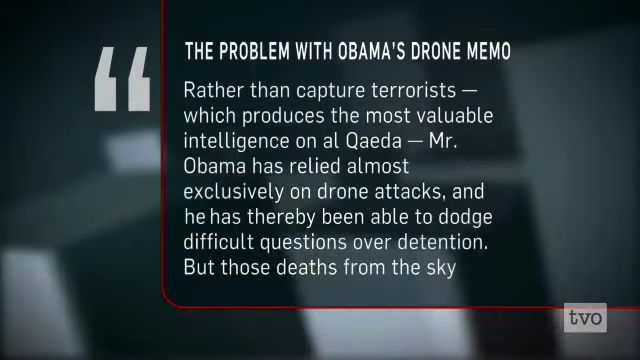 THE PROBLEM WITH OBAMA'S DRONE MEMO
Rather than capture terrorists —
which produces the most valuable
intelligence on al Qaeda — Mr.
Obama has relied almost
exclusively on drone attacks, and
he has thereby been able to dodge
difficult questions over detention.
But those deaths from the sky
tvo